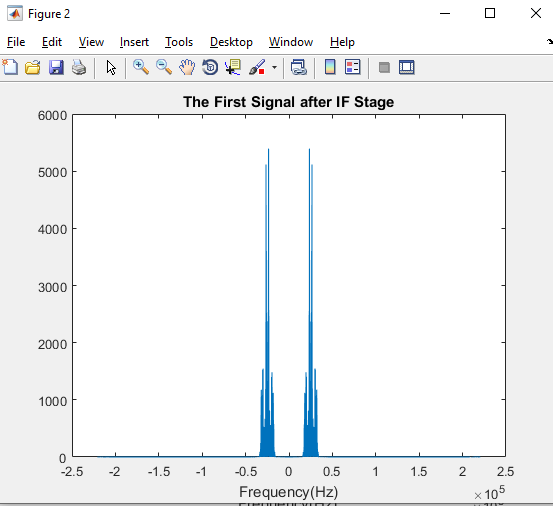 Figure 2
File Edit View Insert Tools Desktop Window Help
The First Signal after IF Stage
6000
5000
4000
3000
2000
1000
0
-2.5 -2 -1.5 -1 -0.5 0 0.5 1 1.5 2 2.5
Frequency(Hz)
×10^5